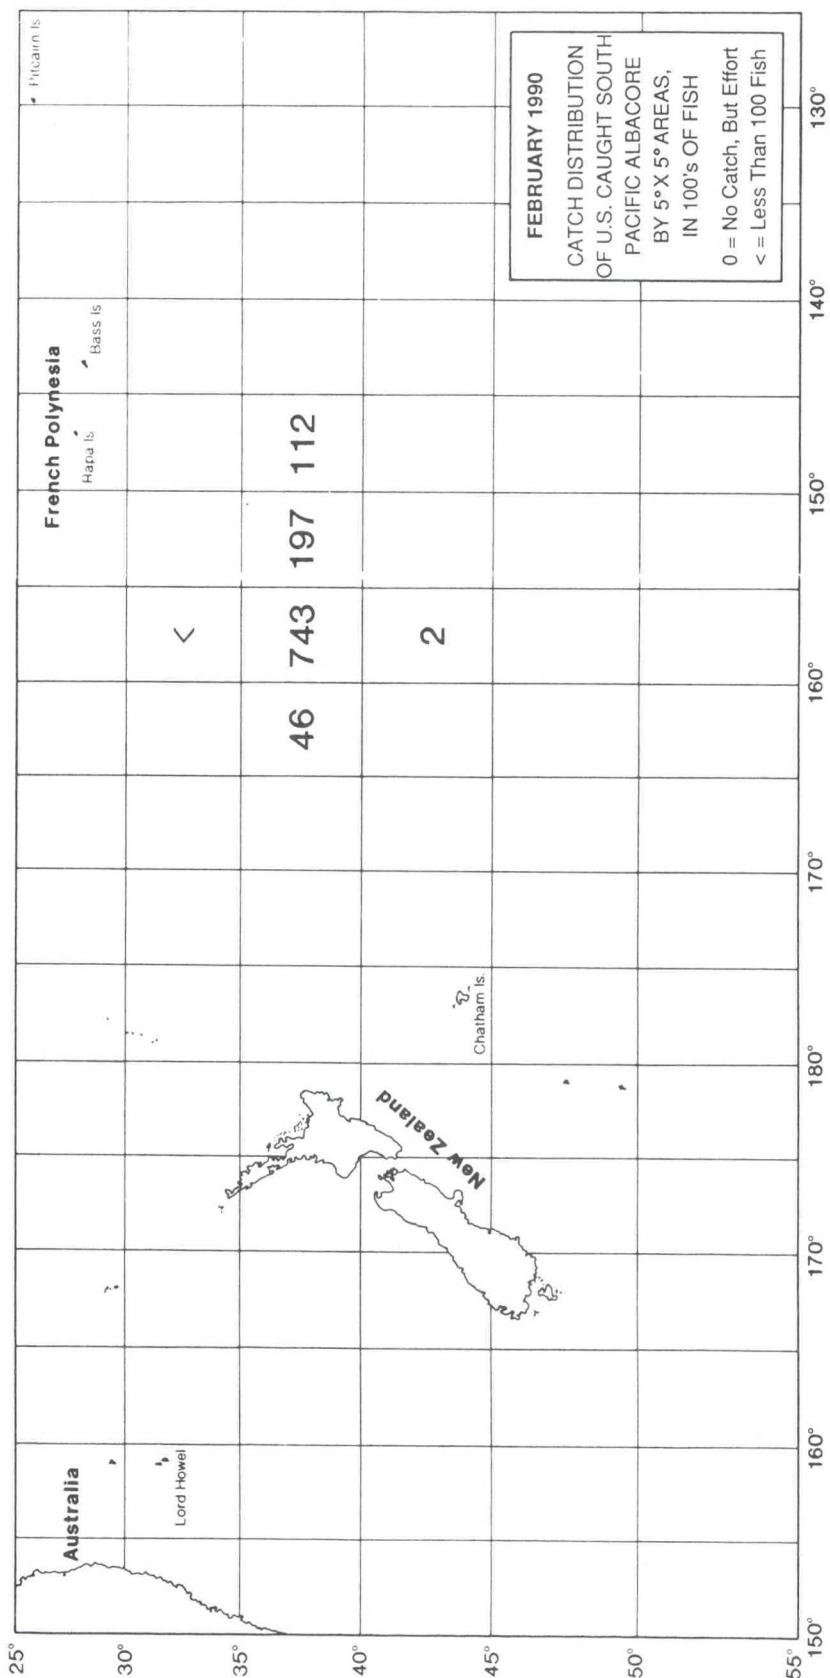 FEBRUARY 1990
CATCH DISTRIBUTION
OF U.S. CAUGHT SOUTH
PACIFIC ALBACORE
BY 5° X 5° AREAS,
IN 100's OF FISH
0 = No Catch, But Effort
< = Less Than 100 Fish
Pitcairn Is
French Polynesia
Rapa Is.
Bass Is
Australia
Lord Howel
New Zealand
Chatham Is.
<
46 743 197 112
2
25°
30°
35°
40°
45°
50°
55°
150° 160° 170° 180° 170° 160° 150° 140° 130°